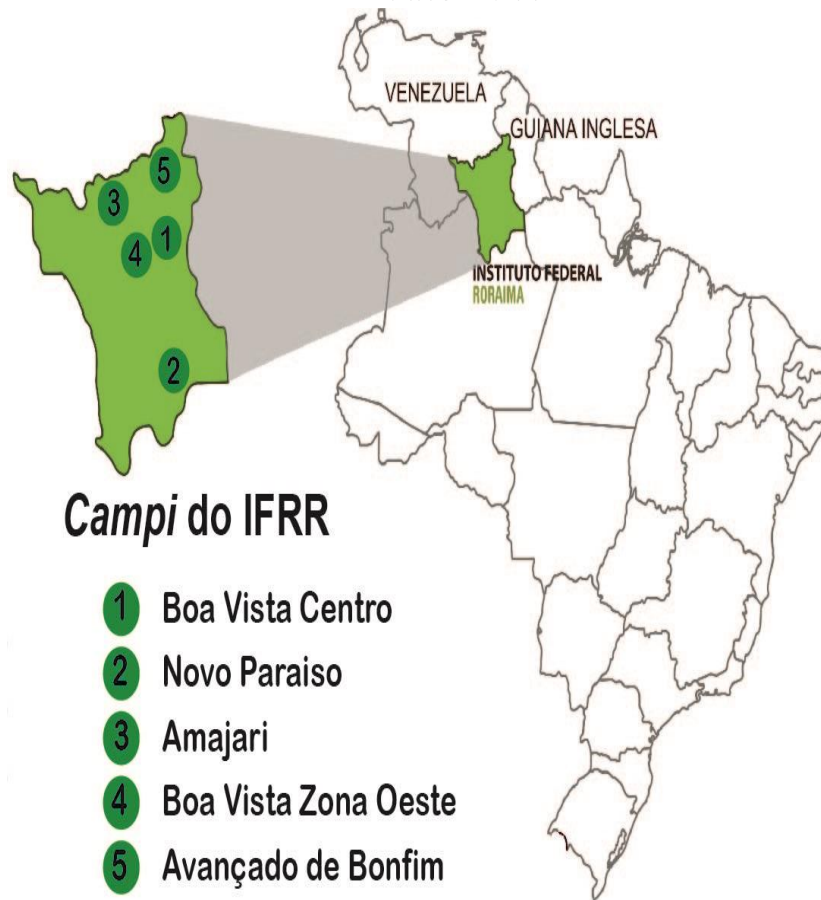 VENEZUELA
GUIANA INGLESA
INSTITUTO FEDERAL
RORAIMA
5
3
1
4
2
Campi do IFRR
1 Boa Vista Centro
2 Novo Paraiso
3 Amajari
4 Boa Vista Zona Oeste
5 Avançado de Bonfim